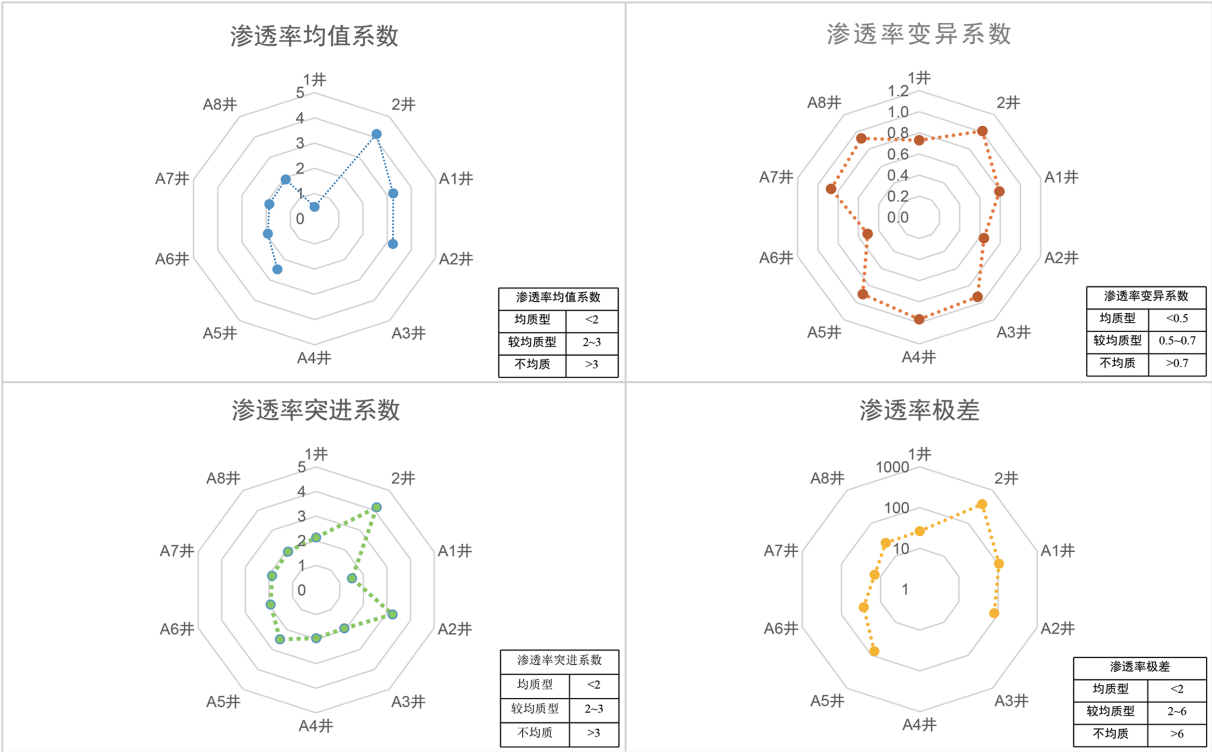 渗透率均值系数
1井
2井
A1井
A2井
A3井
A4井
A5井
A6井
A7井
A8井
5
4
3
2
1
0
渗透率均值系数
均质型 <2
较均质型 2~3
不均质 >3
渗透率变异系数
1井
2井
A1井
A2井
A3井
A4井
A5井
A6井
A7井
A8井
1.2
1.0
0.8
0.6
0.4
0.2
0.0
渗透率变异系数
均质型 <0.5
较均质型 0.5~0.7
不均质 >0.7
渗透率突进系数
1井
2井
A1井
A2井
A3井
A4井
A5井
A6井
A7井
A8井
5
4
3
2
1
0
渗透率突进系数
均质型 <2
较均质型 2~3
不均质 >3
渗透率极差
1井
2井
A1井
A2井
A3井
A4井
A5井
A6井
A7井
A8井
1000
100
10
1
渗透率极差
均质型 <2
较均质型 2~6
不均质 >6